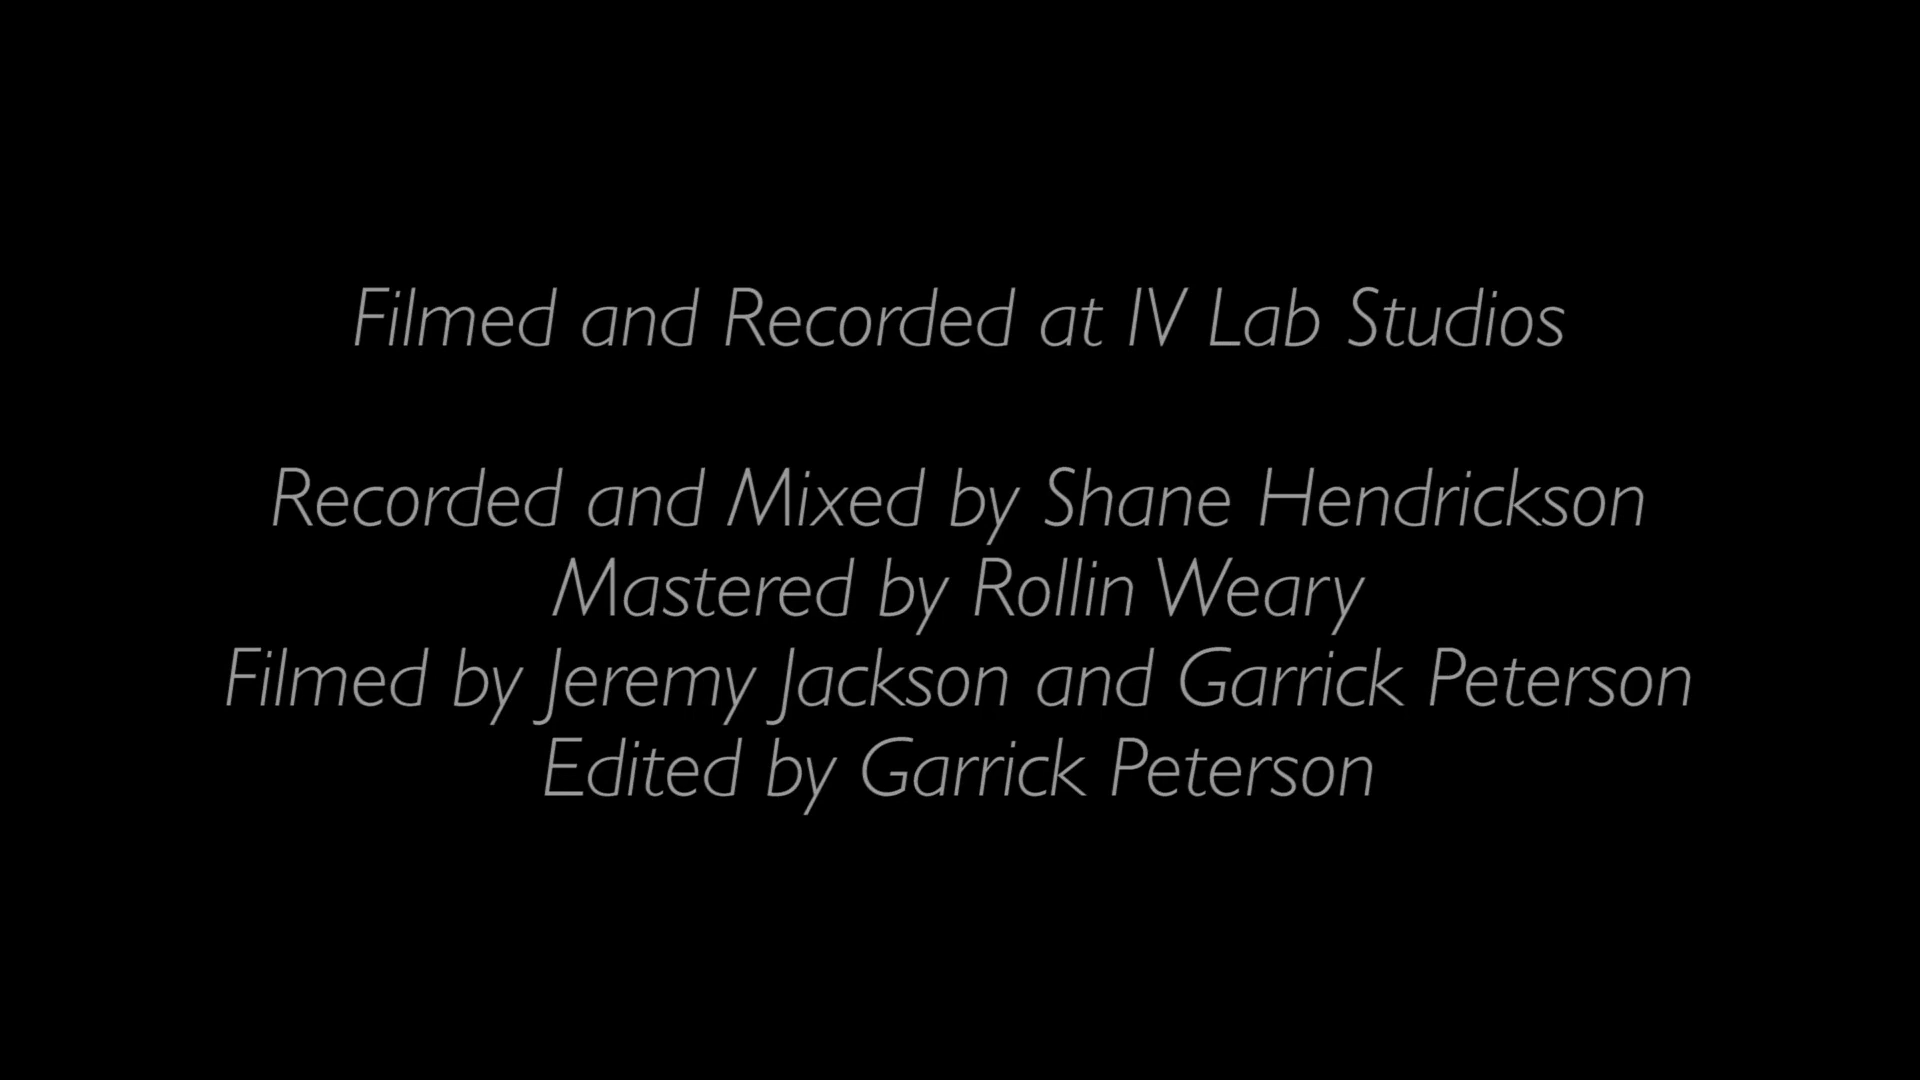 Filmed and Recorded at IV Lab Studios
Recorded and Mixed by Shane Hendrickson
Mastered by Rollin Weary
Filmed by Jeremy Jackson and Garrick Peterson
Edited by Garrick Peterson